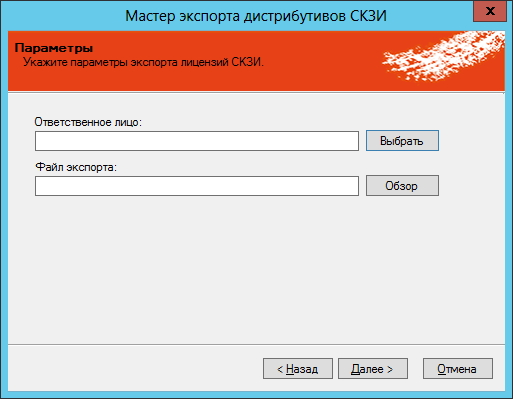 Мастер экспорта дистрибутивов СКЗИ
x
Параметры
Укажите параметры экспорта лицензий СКЗИ.
Ответственное лицо:
Выбрать
Файл экспорта:
Обзор
< Назад
Далее >
Отмена